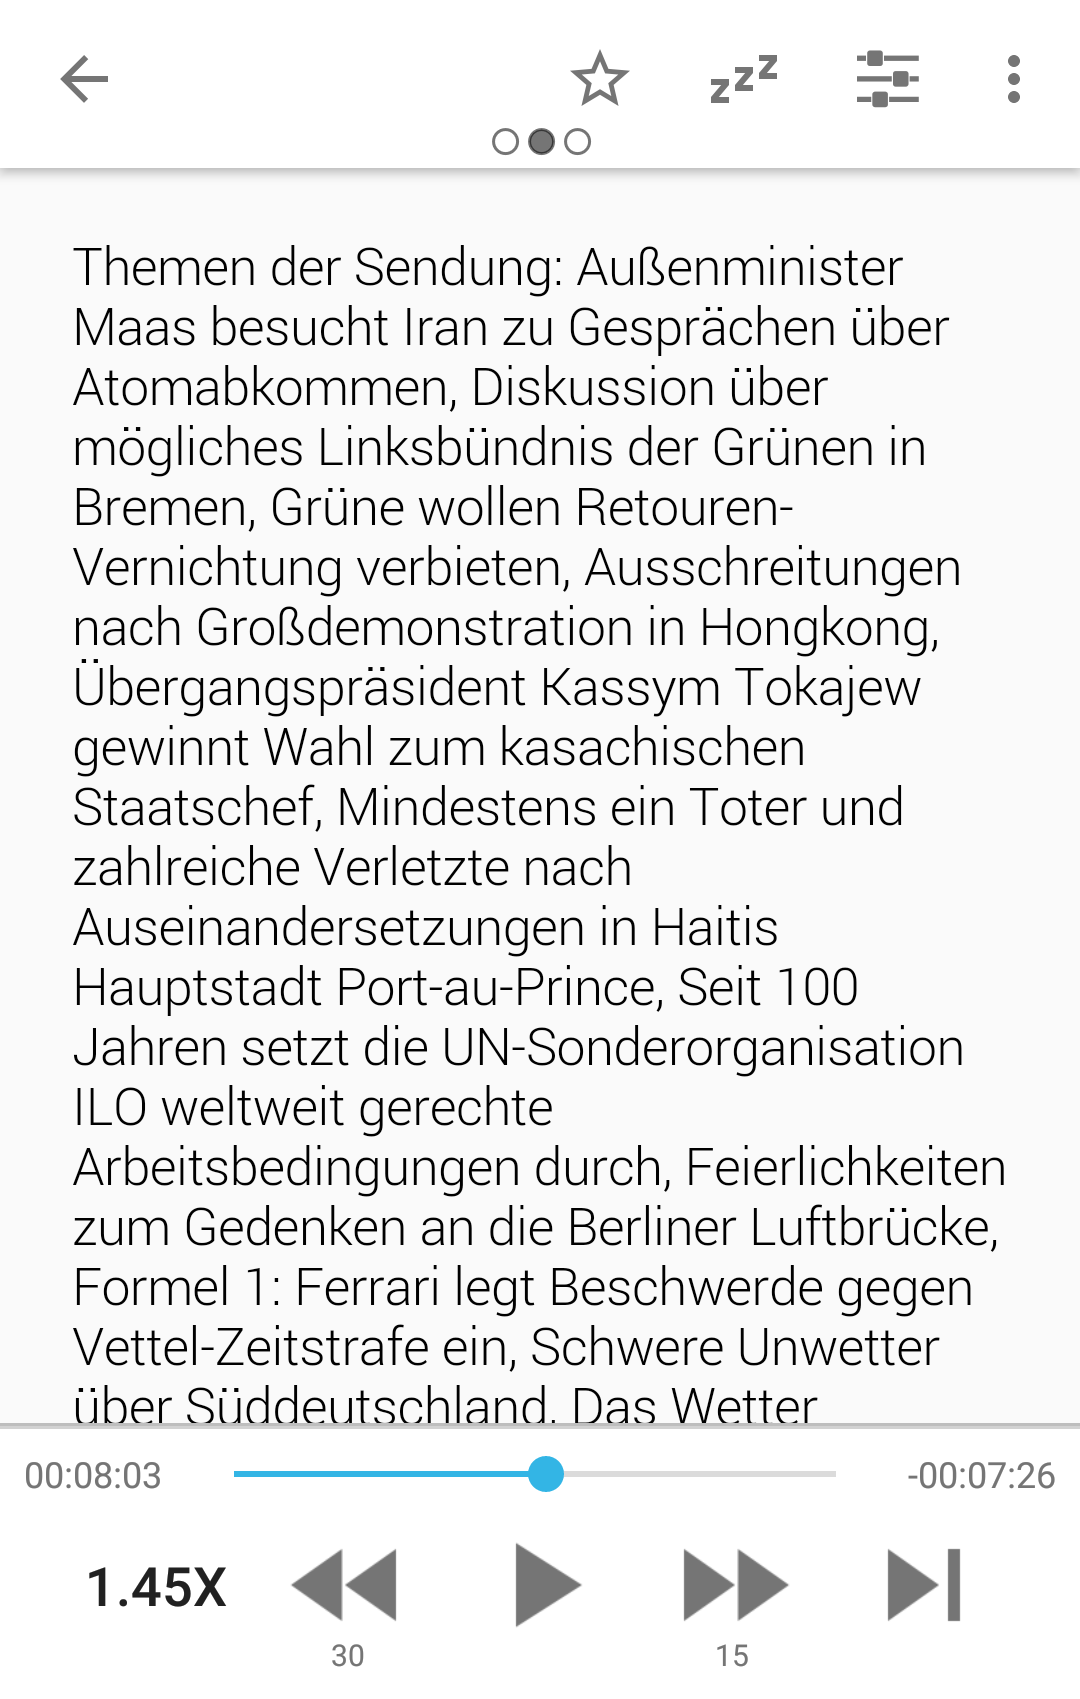 zzz
Themen der Sendung: Außenminister
Maas besucht Iran zu Gesprächen über
Atomabkommen, Diskussion über
mögliches Linksbündnis der Grünen in
Bremen, Grüne wollen Retouren-
Vernichtung verbieten, Ausschreitungen
nach Großdemonstration in Hongkong,
Übergangspräsident Kassym Tokajew
gewinnt Wahl zum kasachischen
Staatschef, Mindestens ein Toter und
zahlreiche Verletzte nach
Auseinandersetzungen in Haitis
Hauptstadt Port-au-Prince, Seit 100
Jahren setzt die UN-Sonderorganisation
ILO weltweit gerechte
Arbeitsbedingungen durch, Feierlichkeiten
zum Gedenken an die Berliner Luftbrücke,
Formel 1: Ferrari legt Beschwerde gegen
Vettel-Zeitstrafe ein, Schwere Unwetter
über Süddeutschland, Das Wetter
00:08:03 -00:07:26
1.45X
30 15